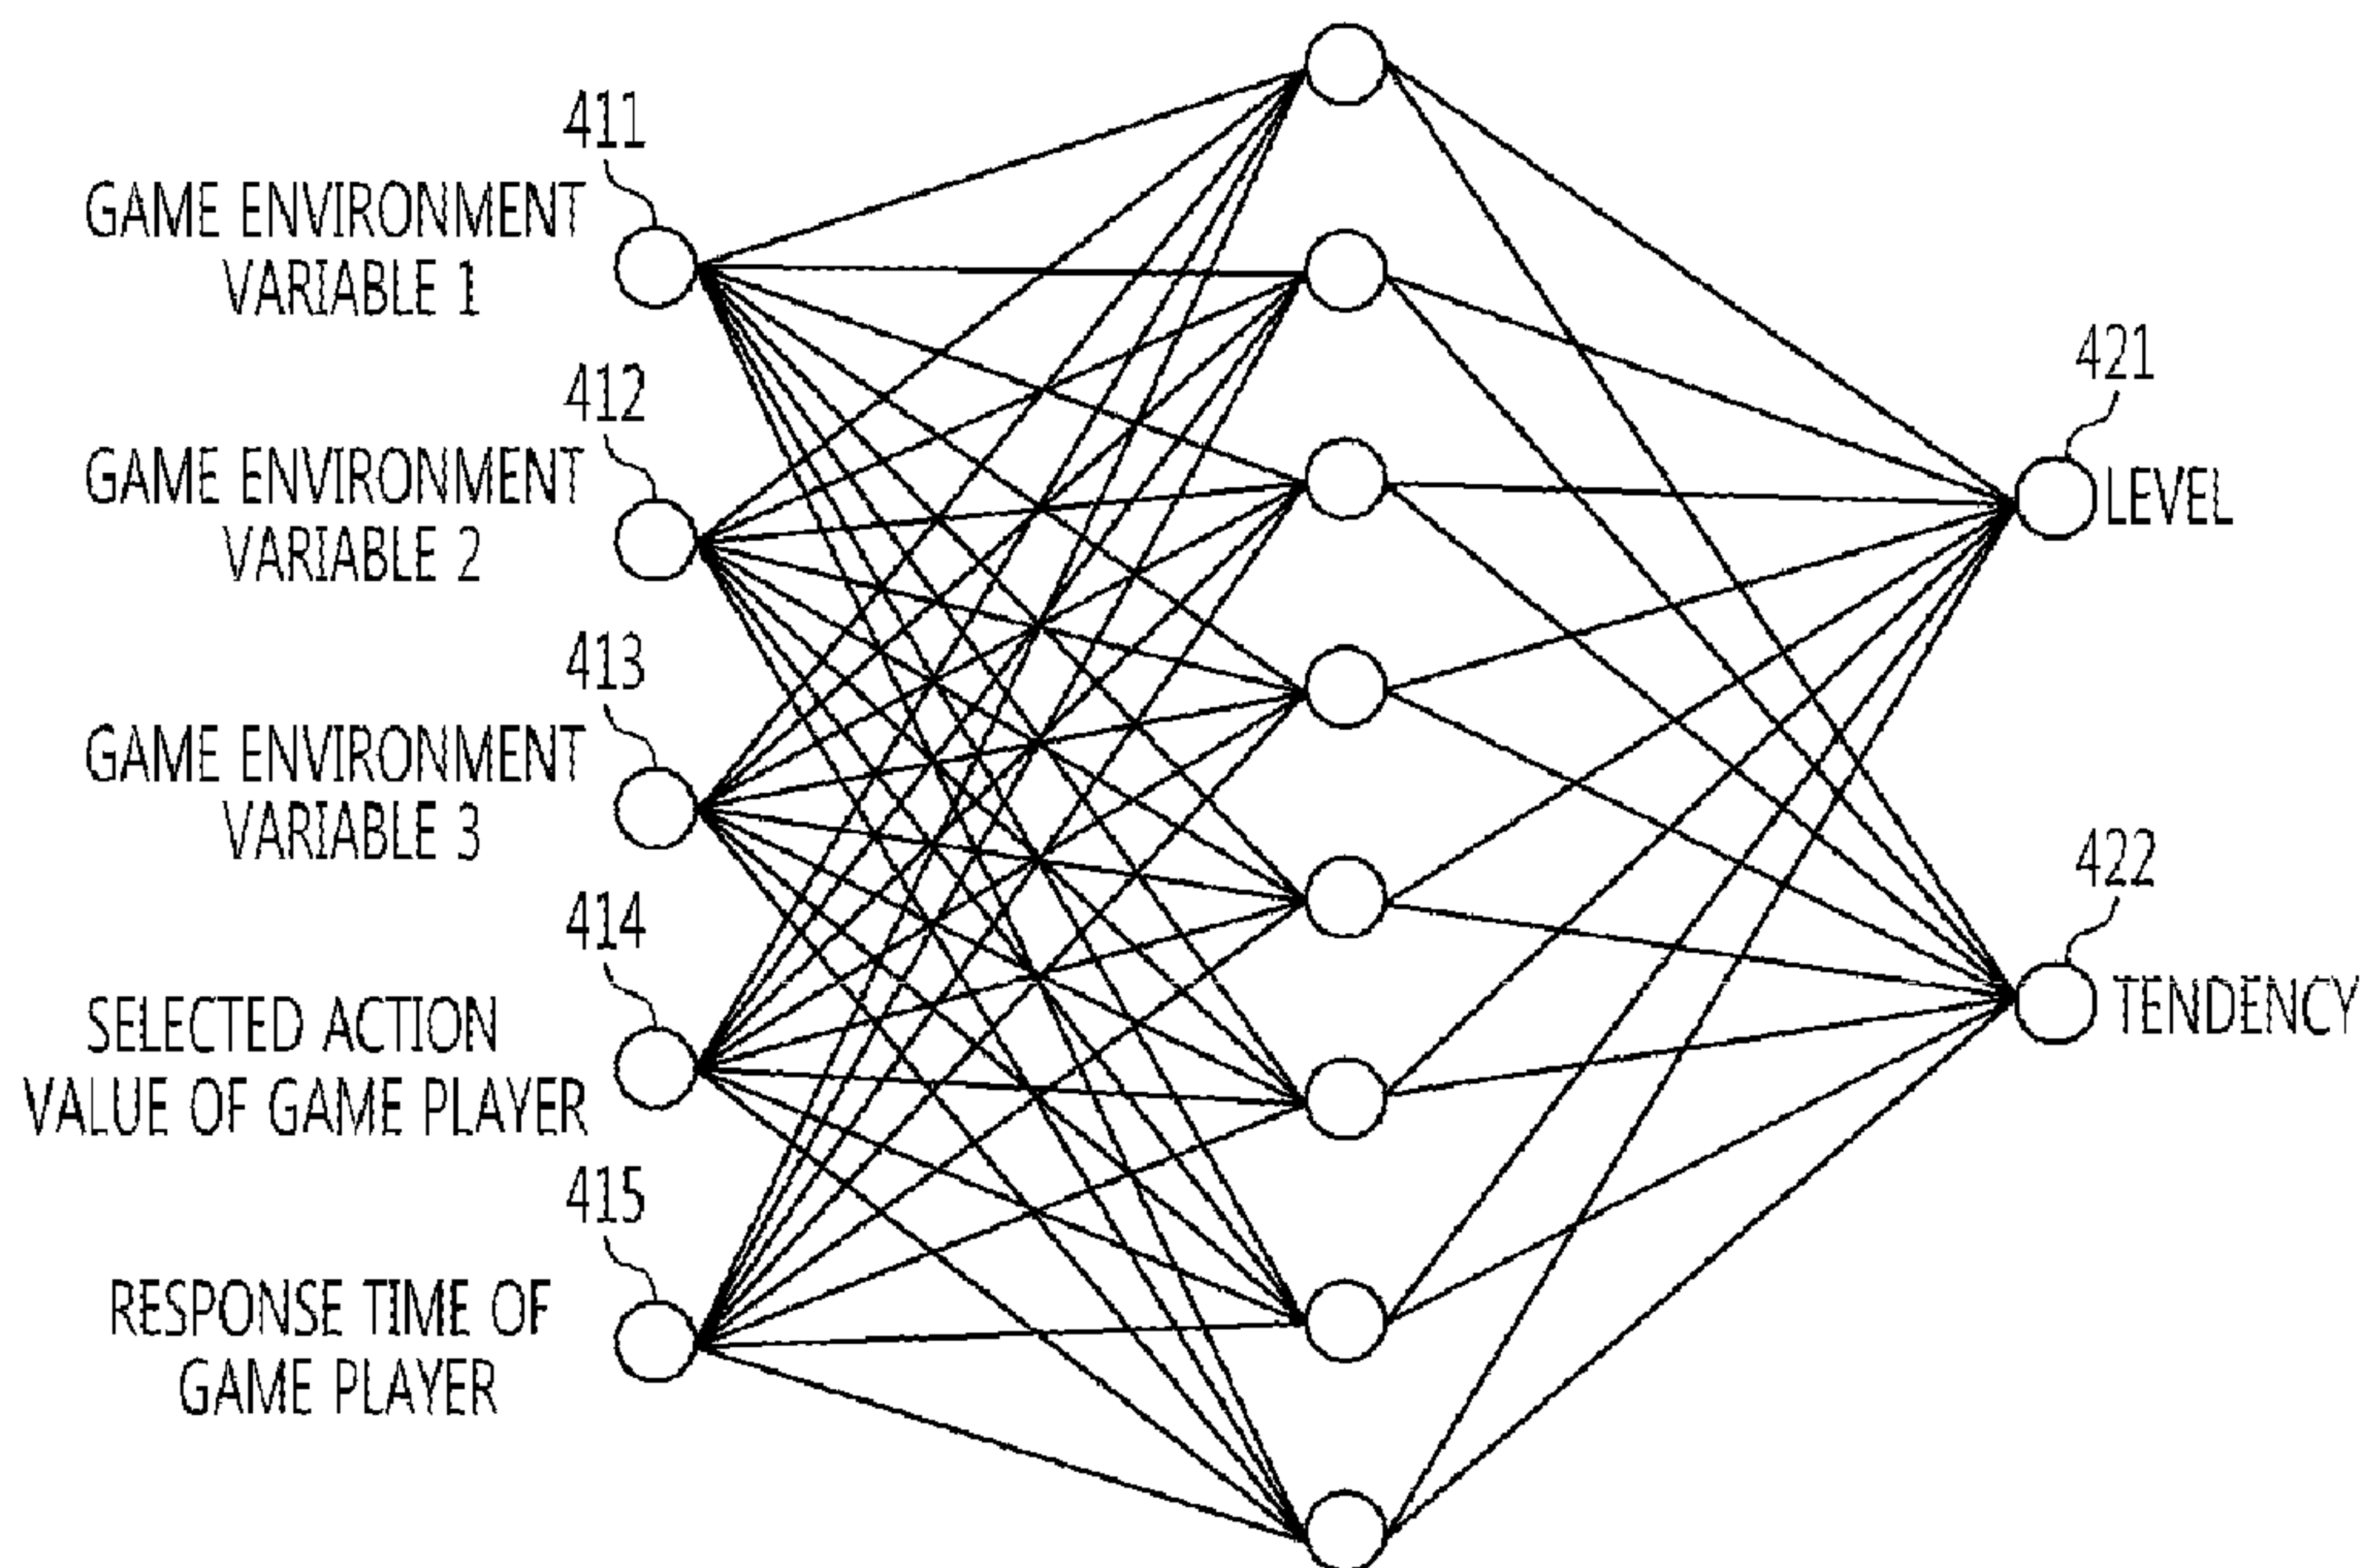 411
GAME ENVIRONMENT
VARIABLE 1
412
GAME ENVIRONMENT
VARIABLE 2
413
GAME ENVIRONMENT
VARIABLE 3
414
SELECTED ACTION
VALUE OF GAME PLAYER
415
RESPONSE TIME OF
GAME PLAYER
421
LEVEL
422
TENDENCY